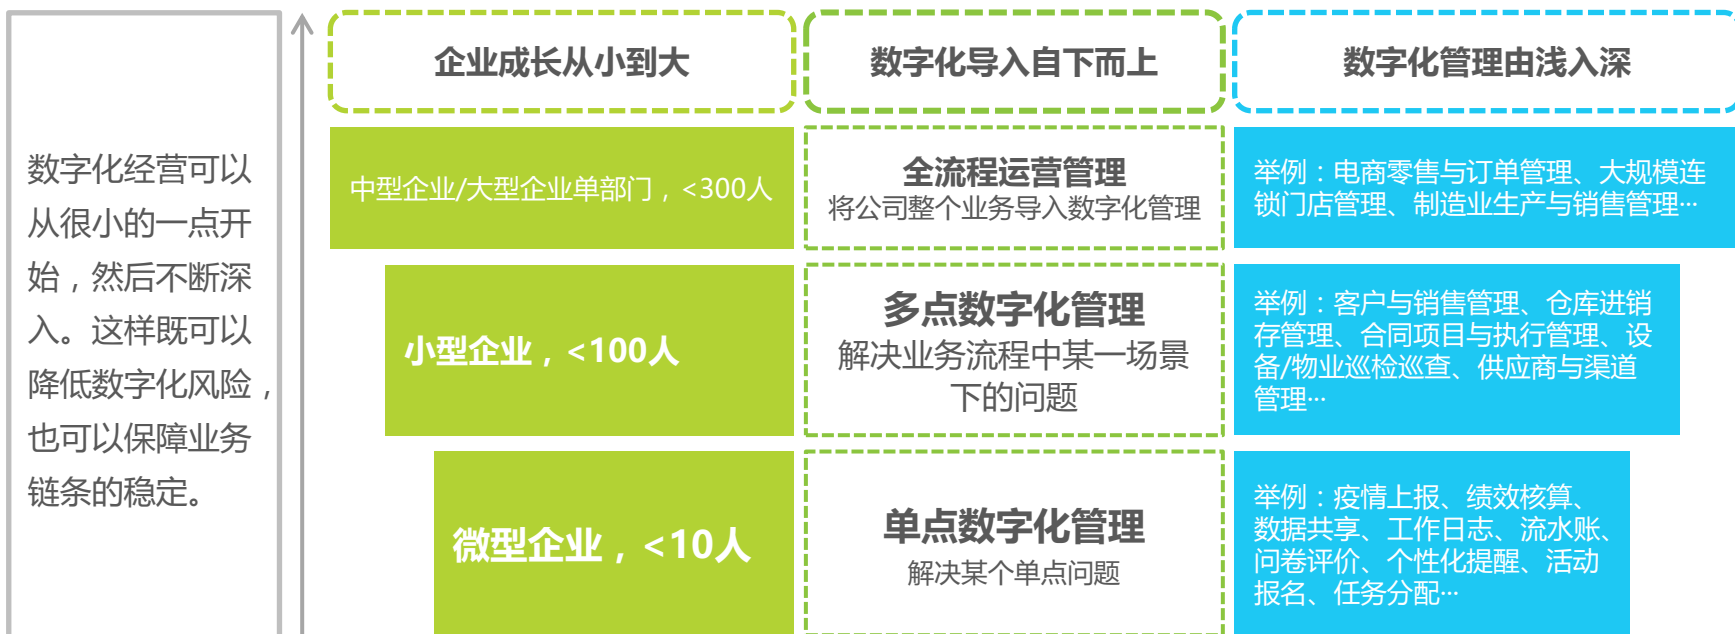 数字化经营可以
从很小的一点开
始，然后不断深
入。这样既可以
降低数字化风险，
也可以保障业务
链条的稳定。
企业成长从小到大
数字化导入自下而上
数字化管理由浅入深
中型企业/大型企业单部门，<300人
全流程运营管理
将公司整个业务导入数字化管理
举例：电商零售与订单管理、大规模连
锁门店管理、制造业生产与销售管理…
小型企业，<100人
多点数字化管理
解决业务流程中某一场景
下的问题
举例：客户与销售管理、仓库进销
存管理、合同项目与执行管理、设
备/物业巡检巡查、供应商与渠道
管理…
微型企业，<10人
单点数字化管理
解决某个单点问题
举例：疫情上报、绩效核算、
数据共享、工作日志、流水账、
问卷评价、个性化提醒、活动
报名、任务分配…